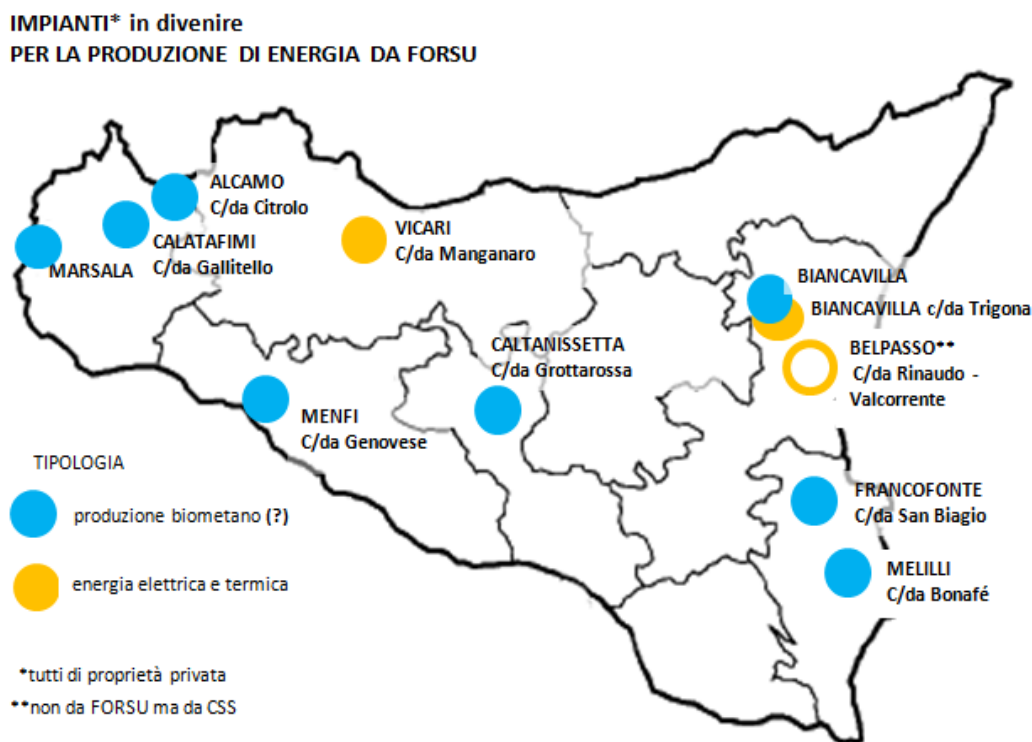 IMPIANTI* in divenire
PER LA PRODUZIONE DI ENERGIA DA FORSU
ALCAMO
C/da Citrolo
CALATAFIMI
C/da Gallitello
MARSALA
VICARI
C/da Manganaro
BIANCAVILLA
BIANCAVILLA c/da Trigona
BELPASSO**
C/da Rinaudo -
Valcorrente
CALTANISSETTA
C/da Grottarossa
MENFI
C/da Genovese
FRANCOFONTE
C/da San Biagio
MELILLI
C/da Bonafé
TIPOLOGIA
produzione biometano (?)
energia elettrica e termica
*tutti di proprietà privata
**non da FORSU ma da CSS